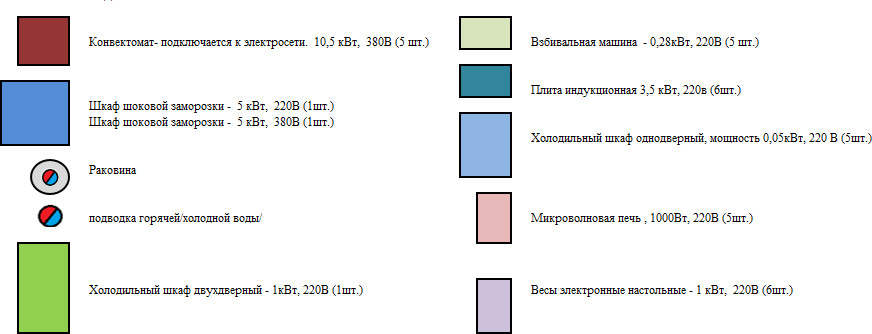 Конвектомат- подключается к электросети. 10,5 кВт, 380В (5 шт.)
Шкаф шоковой заморозки - 5 кВт, 220В (1шт.)
Шкаф шоковой заморозки - 5 кВт, 380В (1шт.)
Раковина
подводка горячей/холодной воды/
Холодильный шкаф двухдверный - 1кВт, 220В (1шт.)
Взбивальная машина - 0,28кВт, 220В (5 шт.)
Плита индукционная 3,5 кВт, 220в (6шт.)
Холодильный шкаф однодверный, мощность 0,05кВт, 220 В (5шт.)
Микроволновая печь , 1000Вт, 220В (5шт.)
Весы электронные настольные - 1 кВт, 220В (6шт.)